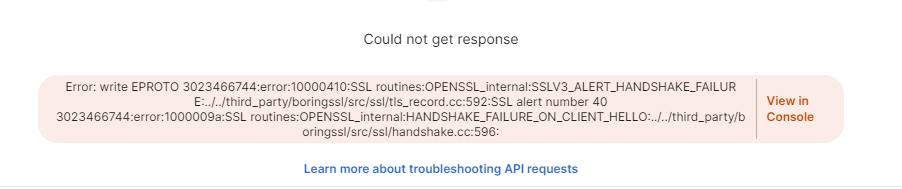 Could not get response
Error: write EPROTO 3023466744:error:10000410:SSL routines:OPENSSL_internal:SSLV3_ALERT_HANDSHAKE_FAILUR
E:../../third_party/boringssl/src/ssl/tls_record.cc:592:SSL alert number 40
3023466744:error:1000009a:SSL routines:OPENSSL_internal:HANDSHAKE_FAILURE_ON_CLIENT_HELLO:../../third_party/b
oringssl/src/ssl/handshake.cc:596:
View in
Console
Learn more about troubleshooting API requests